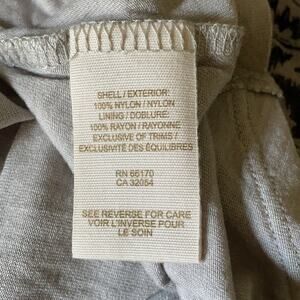 SHELL / EXTERIOR:
100% NYLON / NYLON
LINING / DOBLURE:
100% RAYON / RAYONNE
EXCLUSIVE OF TRIMS /
EXCLUSIVITÉ DES ÉQUILIBRES
RN 66170
CA 32054
SEE REVERSE FOR CARE
VOIR L'INVERSE POUR
LE SOIN